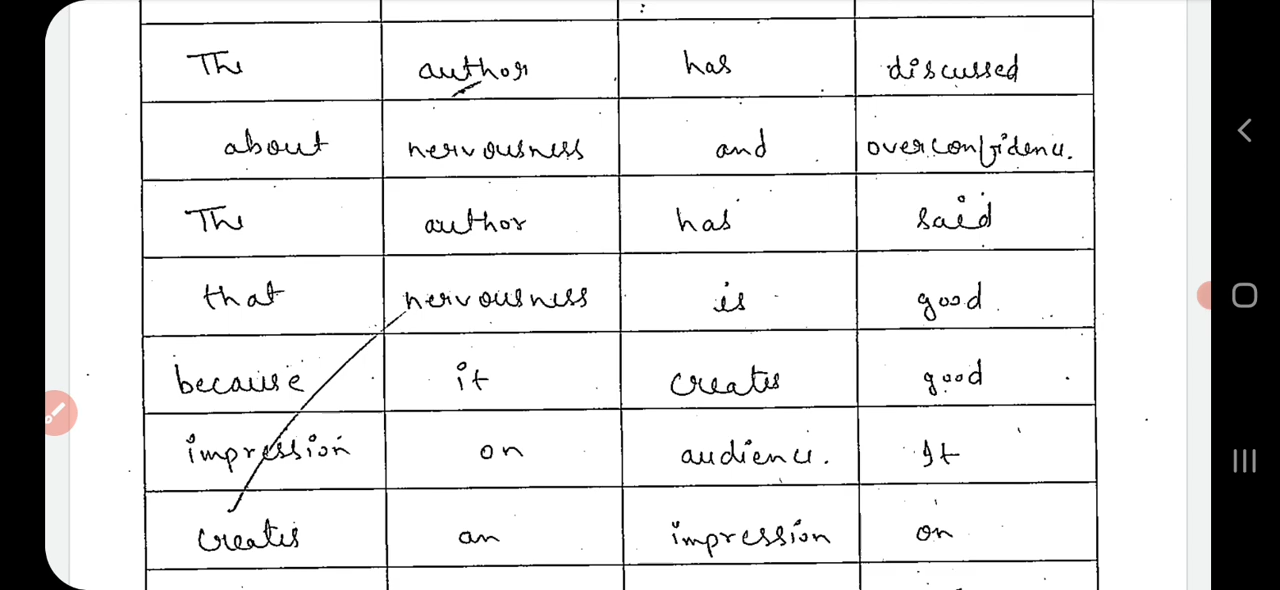 The author has discussed
about nervousness and overconfidence.
The author has said
that nervousness is good
because it creates good
impression on audience. It
creates an impression on